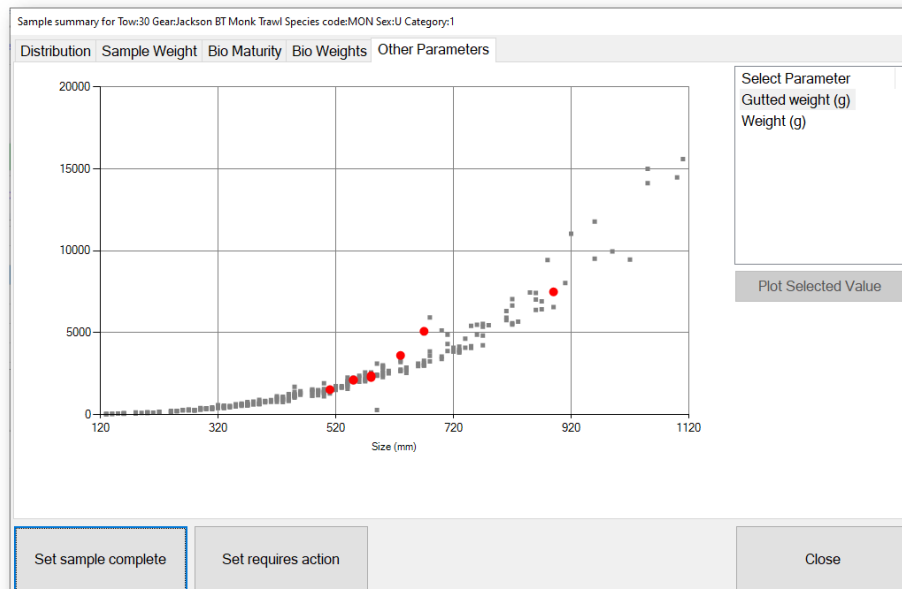 Sample summary for Tow:30 Gear:Jackson BT Monk Trawl Species code:MON Sex:U Category:1
Distribution Sample Weight Bio Maturity Bio Weights Other Parameters
20000
15000
10000
5000
0
120 320 520 720 920 1120
Size (mm)
Select Parameter
Gutted weight (g)
Weight (g)
Plot Selected Value
Set sample complete Set requires action Close